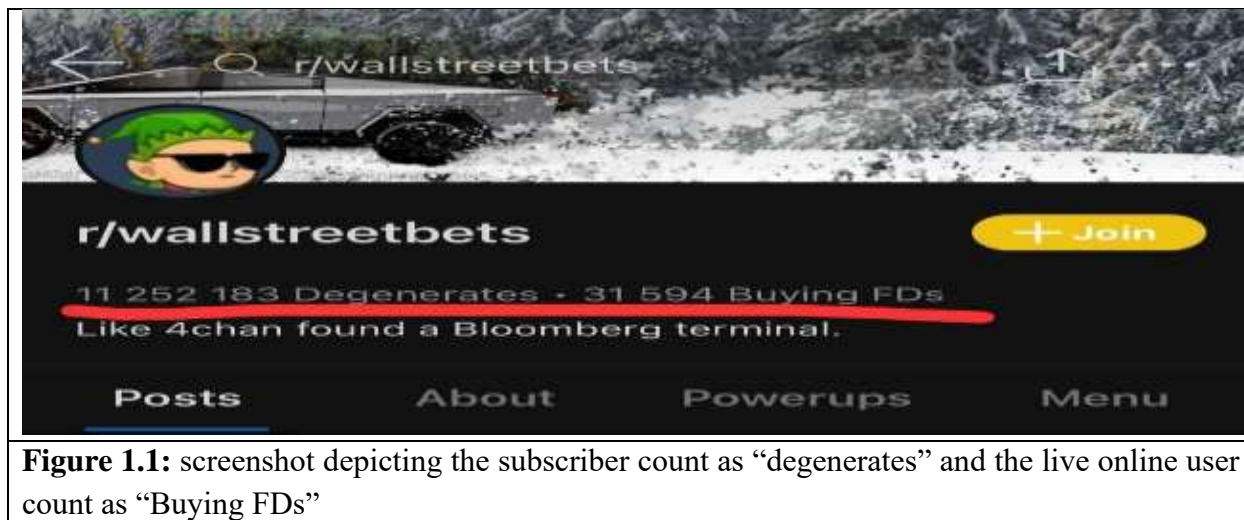 r/wallstreetbets
r/wallstreetbets
+ Join
11 252 183 Degenerates • 31 594 Buying FDs
Like 4chan found a Bloomberg terminal.
Posts About Powerups Menu
Figure 1.1: screenshot depicting the subscriber count as “degenerates” and the live online user
count as “Buying FDs”